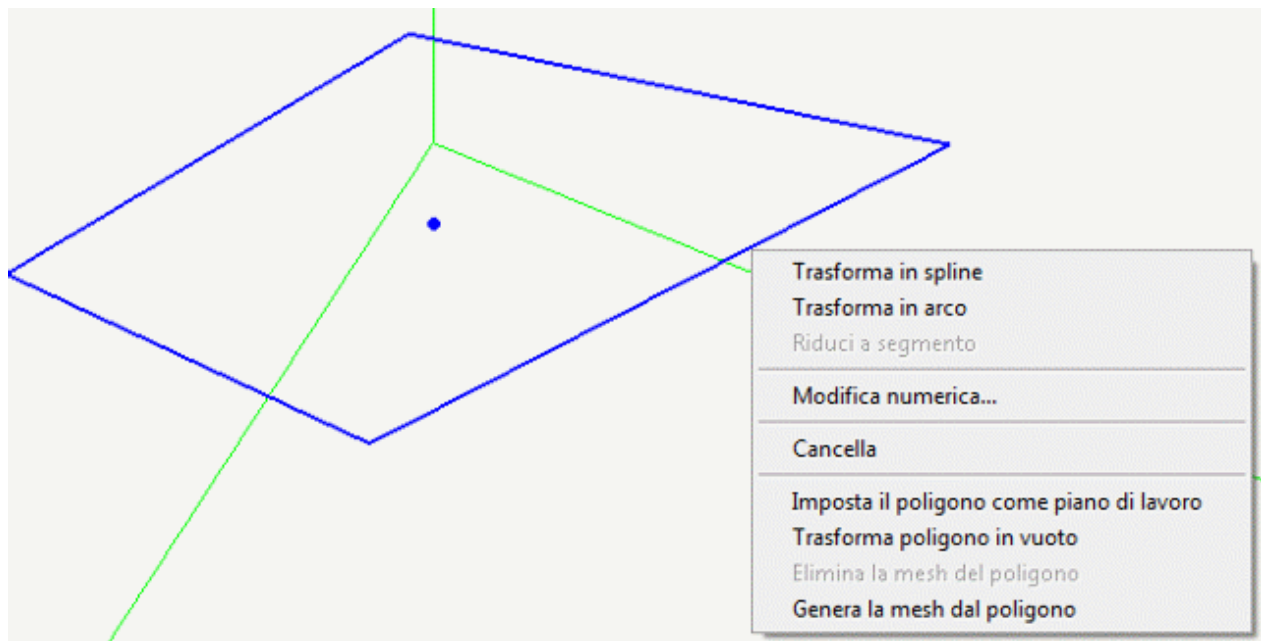 Trasforma in spline
Trasforma in arco
Riduci a segmento
Modifica numerica...
Cancella
Imposta il poligono come piano di lavoro
Trasforma poligono in vuoto
Elimina la mesh del poligono
Genera la mesh dal poligono